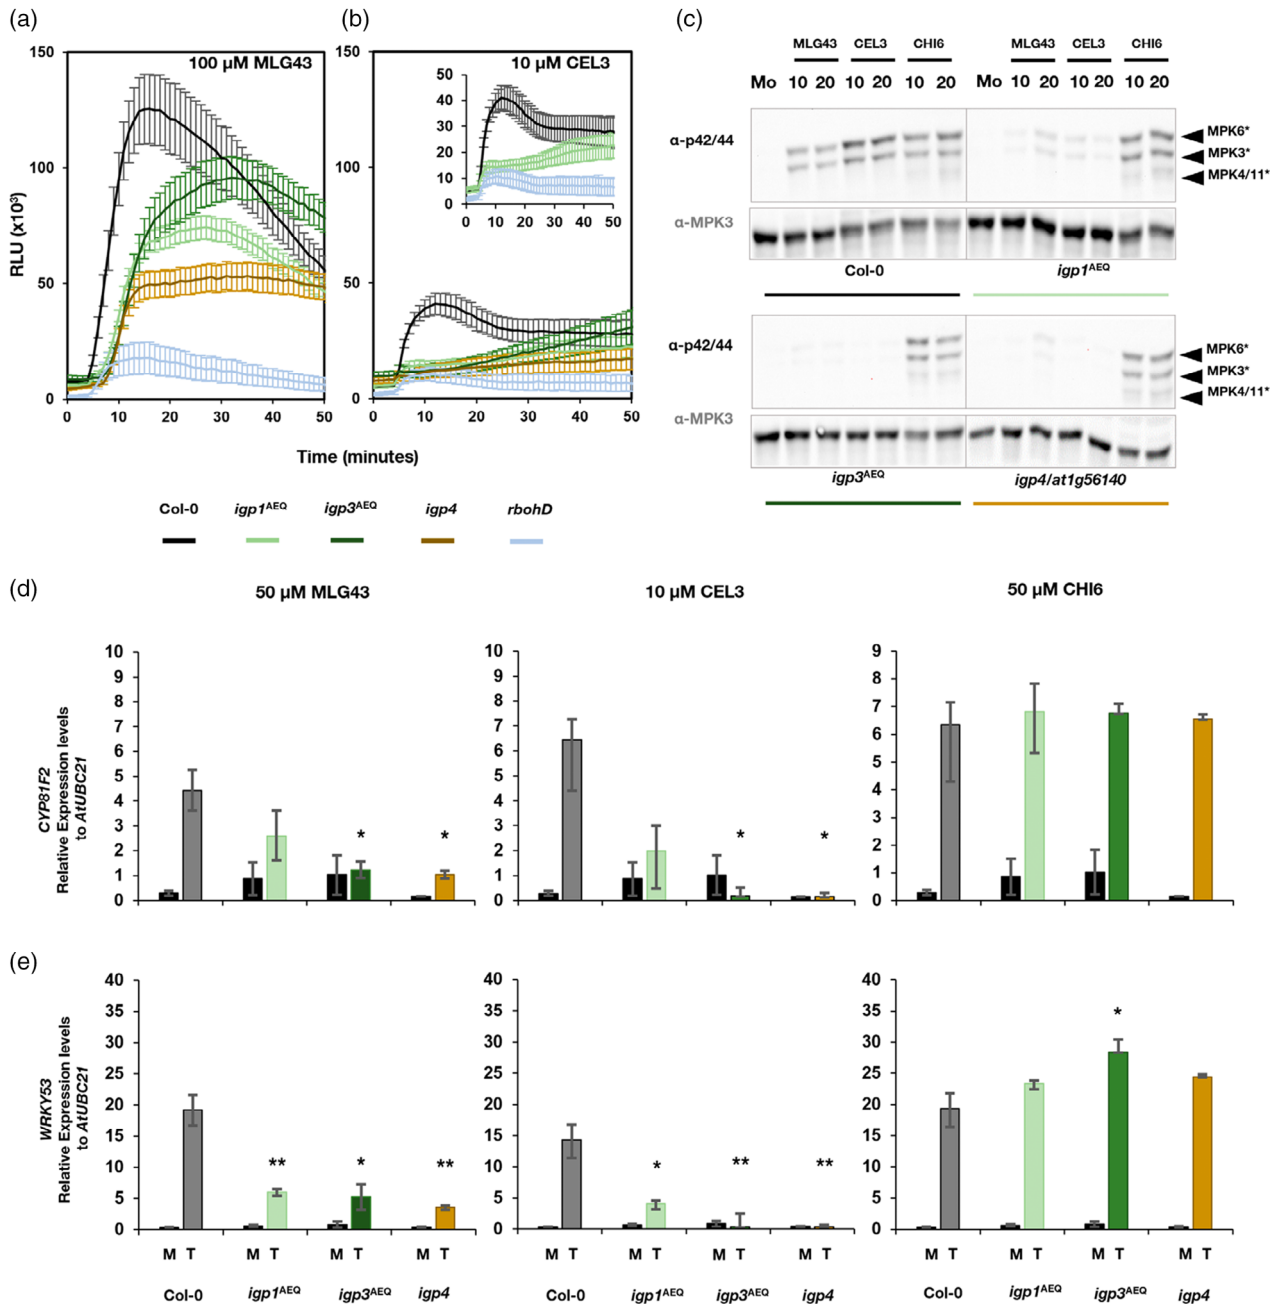 (a)
150
100 µM MLG43
100
50
0
RLU (x10³)
0 10 20 30 40 50
(b)
150
10 µM CEL3
100
50
0
0 10 20 30 40 50
50
40
30
20
10
0
0 5 10 15 20 25 30 35 40 45 50
Time (minutes)
Col-0 igp1AEQ igp3AEQ igp4 rbohD
(c)
MLG43 CEL3 CHI6 MLG43 CEL3 CHI6
Mo 10 20 10 20 10 20 Mo 10 20 10 20 10 20
α-p42/44
MPK6*
MPK3*
MPK4/11*
α-MPK3
Col-0 igp1AEQ
α-p42/44
MPK6*
MPK3*
MPK4/11*
α-MPK3
igp3AEQ igp4/at1g56140
(d)
50 µM MLG43 10 µM CEL3 50 µM CHI6
CYP81F2
Relative Expression levels
to AtUBC21
10
9
8
7
6
5
4
3
2
1
0
* *
10
9
8
7
6
5
4
3
2
1
0
* *
9
8
7
6
5
4
3
2
1
0
(e)
WRKY53
Relative Expression levels
to AtUBC21
40
35
30
25
20
15
10
5
0
** * **
40
35
30
25
20
15
10
5
0
* ** **
40
35
30
25
20
15
10
5
0
*
M T M T M T M T M T M T M T M T M T M T M T M T
Col-0 igp1AEQ igp3AEQ igp4 Col-0 igp1AEQ igp3AEQ igp4 Col-0 igp1AEQ igp3AEQ igp4